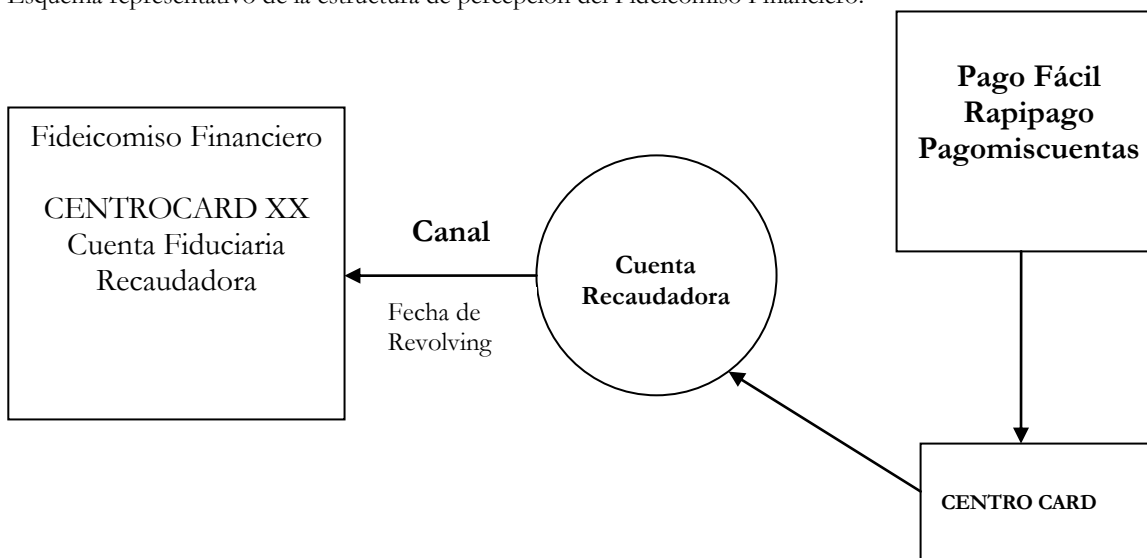 Esquema representativo de la estructura de percepción del Fideicomiso Financiero:
Pago Fácil
Rapipago
Pagomiscuentas
Fideicomiso Financiero
CENTROCARD XX
Cuenta Fiduciaria
Recaudadora
Canal
Fecha de
Revolving
Cuenta
Recaudadora
CENTRO CARD